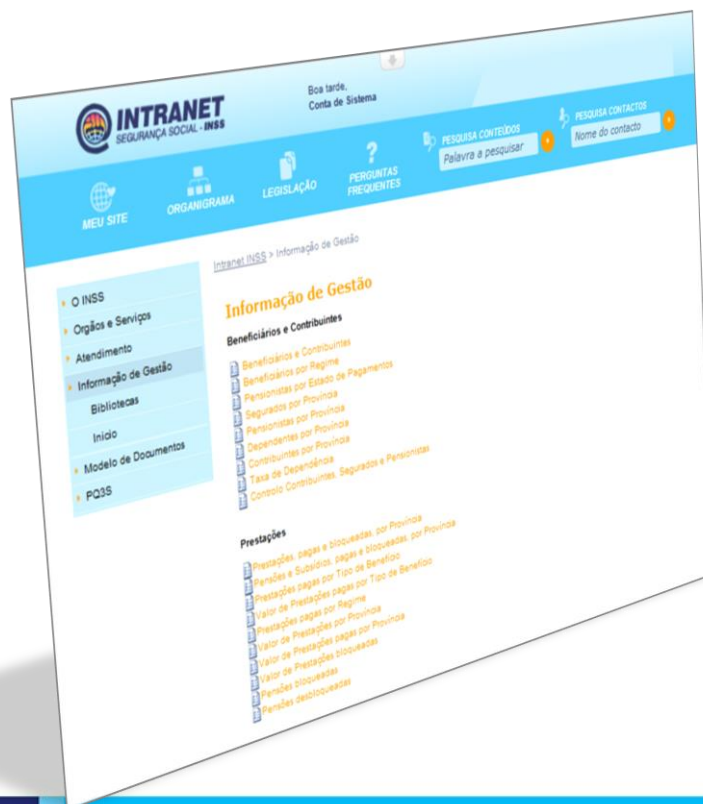 INTRANET
SEGURANÇA SOCIAL - INSS
Boa tarde,
Conta de Sistema
MEU SITE
ORGANIGRAMA
LEGISLAÇÃO
?
PERGUNTAS
FREQUENTES
PESQUISA CONTEÚDOS
Palavra a pesquisar
PESQUISA CONTACTOS
Nome do contacto
O INSS
Orgãos e Serviços
Atendimento
Informação de Gestão
Bibliotecas
Inicio
Modelo de Documentos
PQ3S
Intranet INSS > Informação de Gestão
Informação de Gestão
Beneficiários e Contribuintes
Beneficiários e Contribuintes
Beneficiários por Regime
Pensionistas por Estado de Pagamentos
Segurados por Província
Pensionistas por Província
Dependentes por Província
Contribuintes por Província
Taxa de Dependência
Controlo Contribuintes, Segurados e Pensionistas
Prestações
Prestações, pagas e bloqueadas, por Província
Pensões e Subsídios, pagas e bloqueadas, por Província
Prestações pagas por Tipo de Benefício
Valor de Prestações pagas por Tipo de Benefício
Prestações pagas por Regime
Valor de Prestações por Província
Valor de Prestações pagas por Província
Valor de Prestações bloqueadas
Pensões bloqueadas
Pensões desbloqueadas